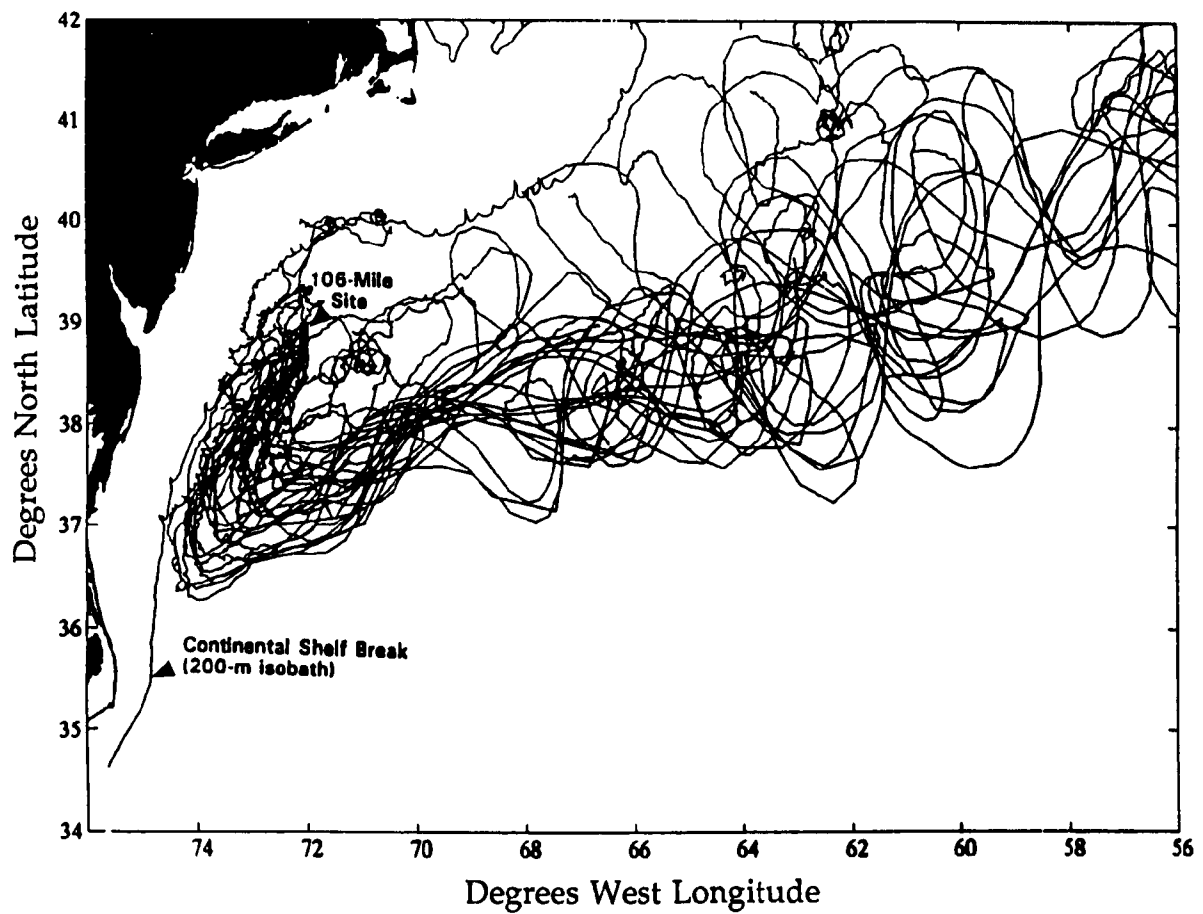 42
41
40
39
38
37
36
35
34
Degrees North Latitude
106-Mile
Site
Continental Shelf Break
(200-m isobath)
74 72 70 68 66 64 62 60 58 56
Degrees West Longitude